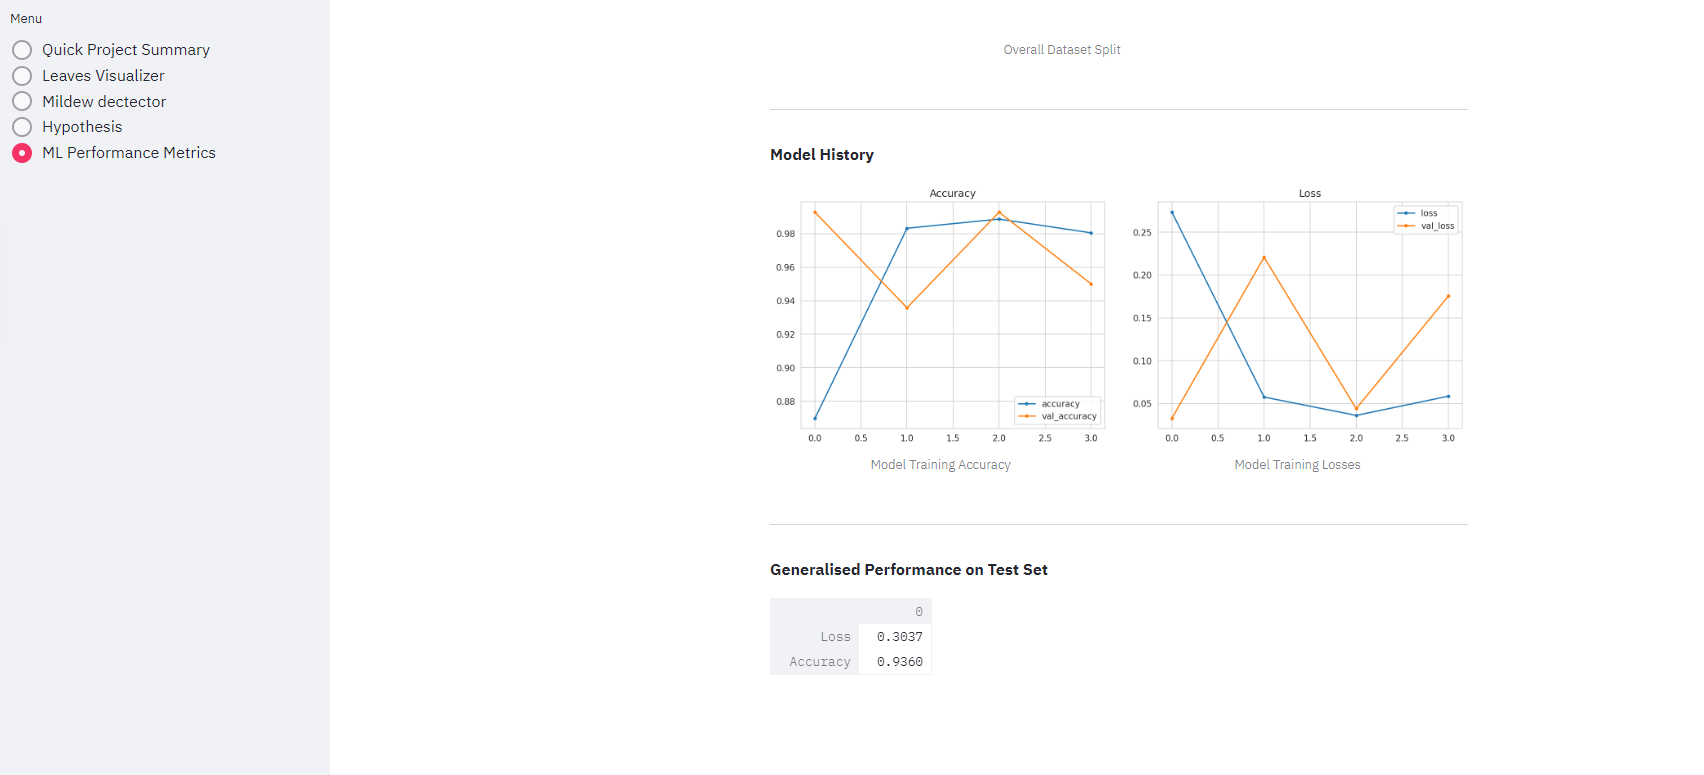 Menu
Quick Project Summary
Leaves Visualizer
Mildew dectector
Hypothesis
ML Performance Metrics
Overall Dataset Split
Model History
Accuracy
0.98
0.96
0.94
0.92
0.90
0.88
accuracy
val_accuracy
0.0 0.5 1.0 1.5 2.0 2.5 3.0
Model Training Accuracy
Loss
loss
val_loss
0.25
0.20
0.15
0.10
0.05
0.0 0.5 1.0 1.5 2.0 2.5 3.0
Model Training Losses
Generalised Performance on Test Set
0
Loss 0.3037
Accuracy 0.9360